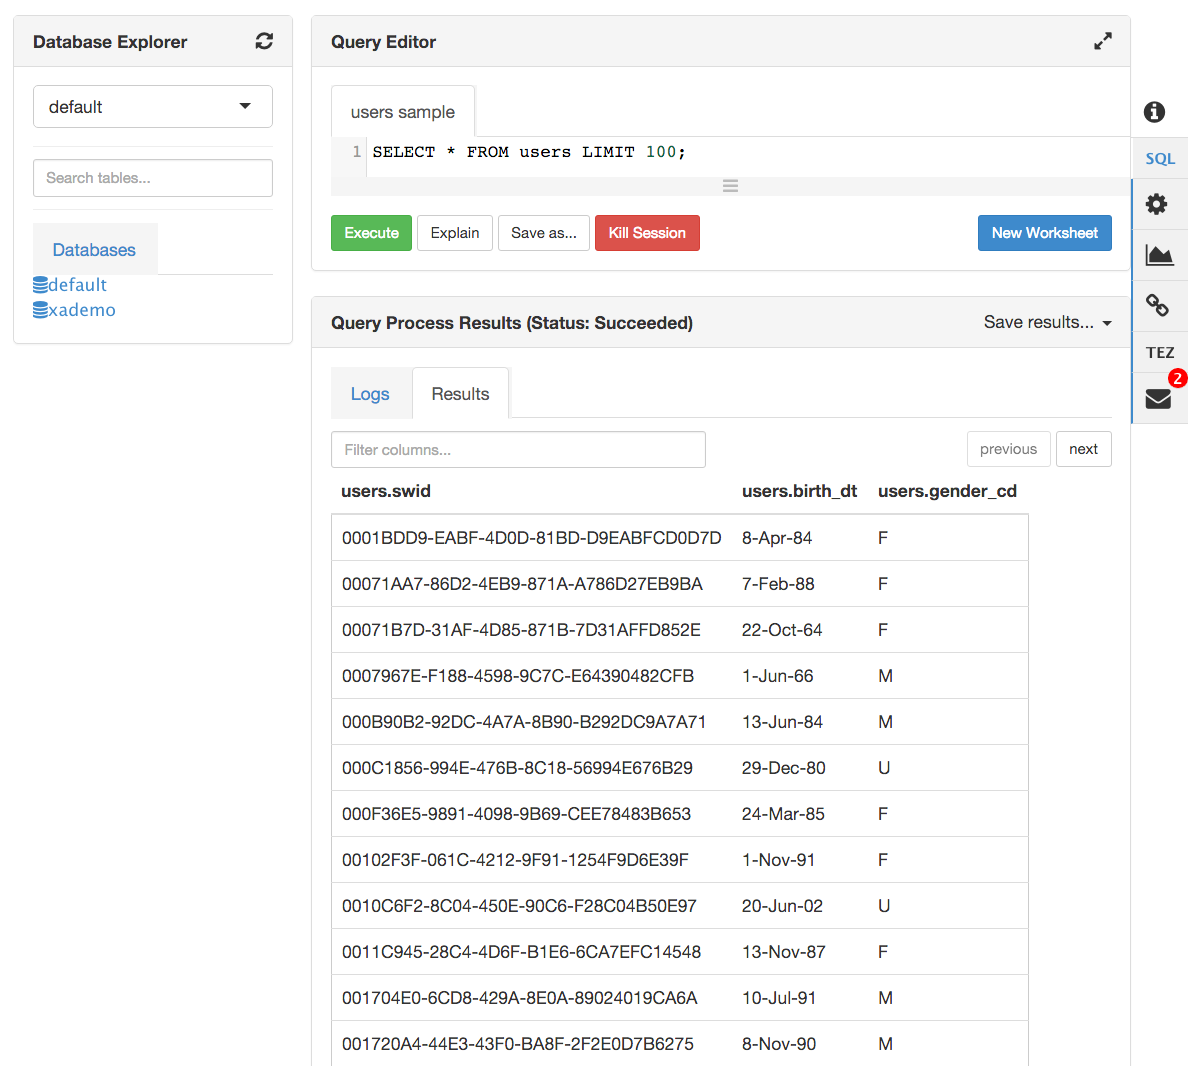 Database Explorer
default
Search tables...
Databases
default
xademo
Query Editor
users sample
1 SELECT * FROM users LIMIT 100;
Execute Explain Save as... Kill Session New Worksheet
Query Process Results (Status: Succeeded) Save results...
Logs Results
Filter columns... previous next
users.swid users.birth_dt users.gender_cd
0001BDD9-EABF-4D0D-81BD-D9EABFCD0D7D 8-Apr-84 F
00071AA7-86D2-4EB9-871A-A786D27EB9BA 7-Feb-88 F
00071B7D-31AF-4D85-871B-7D31AFFD852E 22-Oct-64 F
0007967E-F188-4598-9C7C-E64390482CFB 1-Jun-66 M
000B90B2-92DC-4A7A-8B90-B292DC9A7A71 13-Jun-84 M
000C1856-994E-476B-8C18-56994E676B29 29-Dec-80 U
000F36E5-9891-4098-9B69-CEE78483B653 24-Mar-85 F
00102F3F-061C-4212-9F91-1254F9D6E39F 1-Nov-91 F
0010C6F2-8C04-450E-90C6-F28C04B50E97 20-Jun-02 U
0011C945-28C4-4D6F-B1E6-6CA7EFC14548 13-Nov-87 F
001704E0-6CD8-429A-8E0A-89024019CA6A 10-Jul-91 M
001720A4-44E3-43F0-BA8F-2F2E0D7B6275 8-Nov-90 M
SQL
TEZ
2